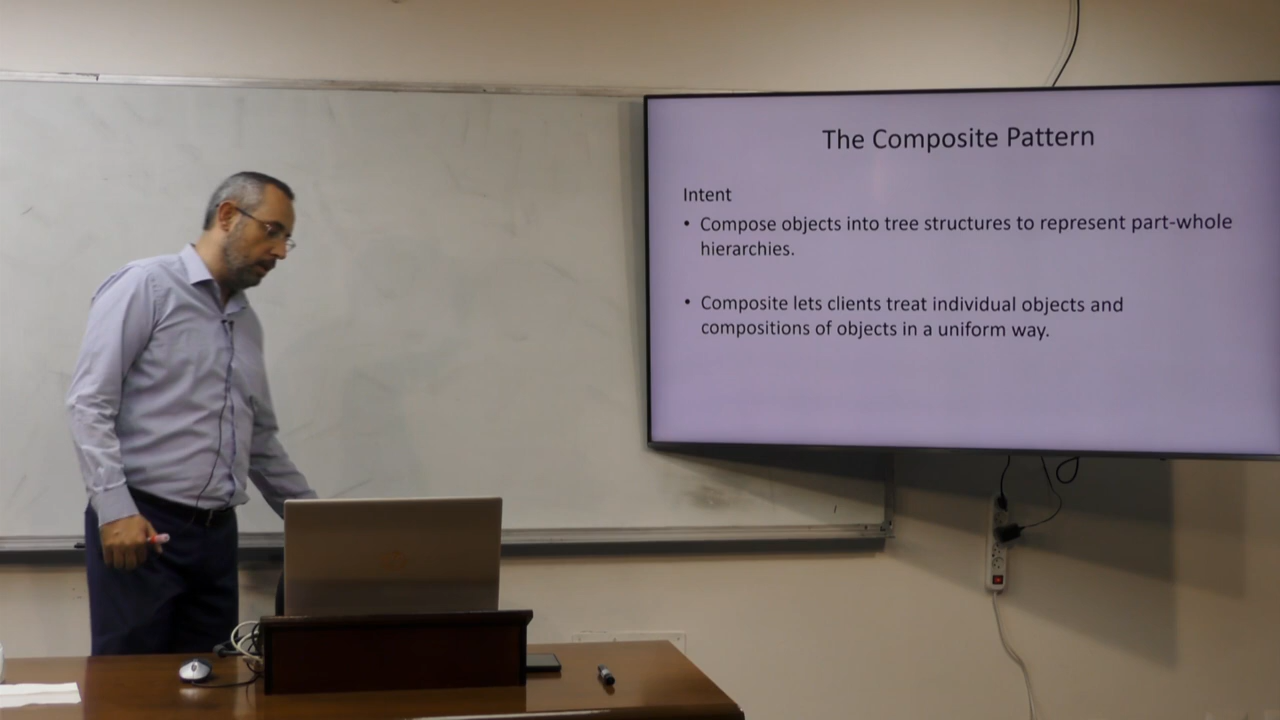 The Composite Pattern
Intent
• Compose objects into tree structures to represent part-whole
hierarchies.
• Composite lets clients treat individual objects and
compositions of objects in a uniform way.